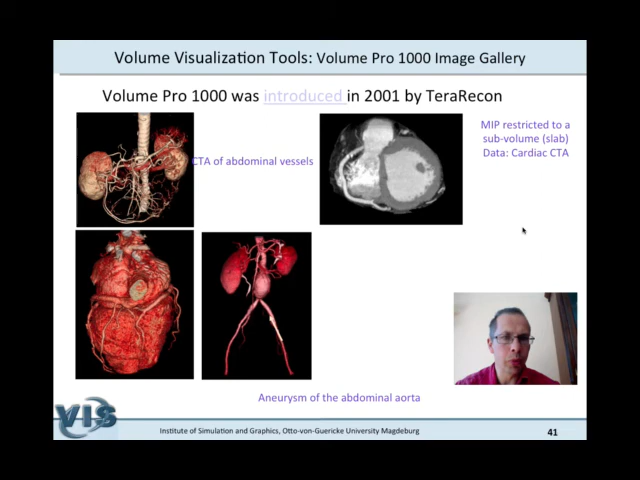 Volume Visualization Tools: Volume Pro 1000 Image Gallery
Volume Pro 1000 was introduced in 2001 by TeraRecon
MIP restricted to a
sub-volume (slab)
Data: Cardiac CTA
CTA of abdominal vessels
Aneurysm of the abdominal aorta
VIS
Institute of Simulation and Graphics, Otto-von-Guericke University Magdeburg
41